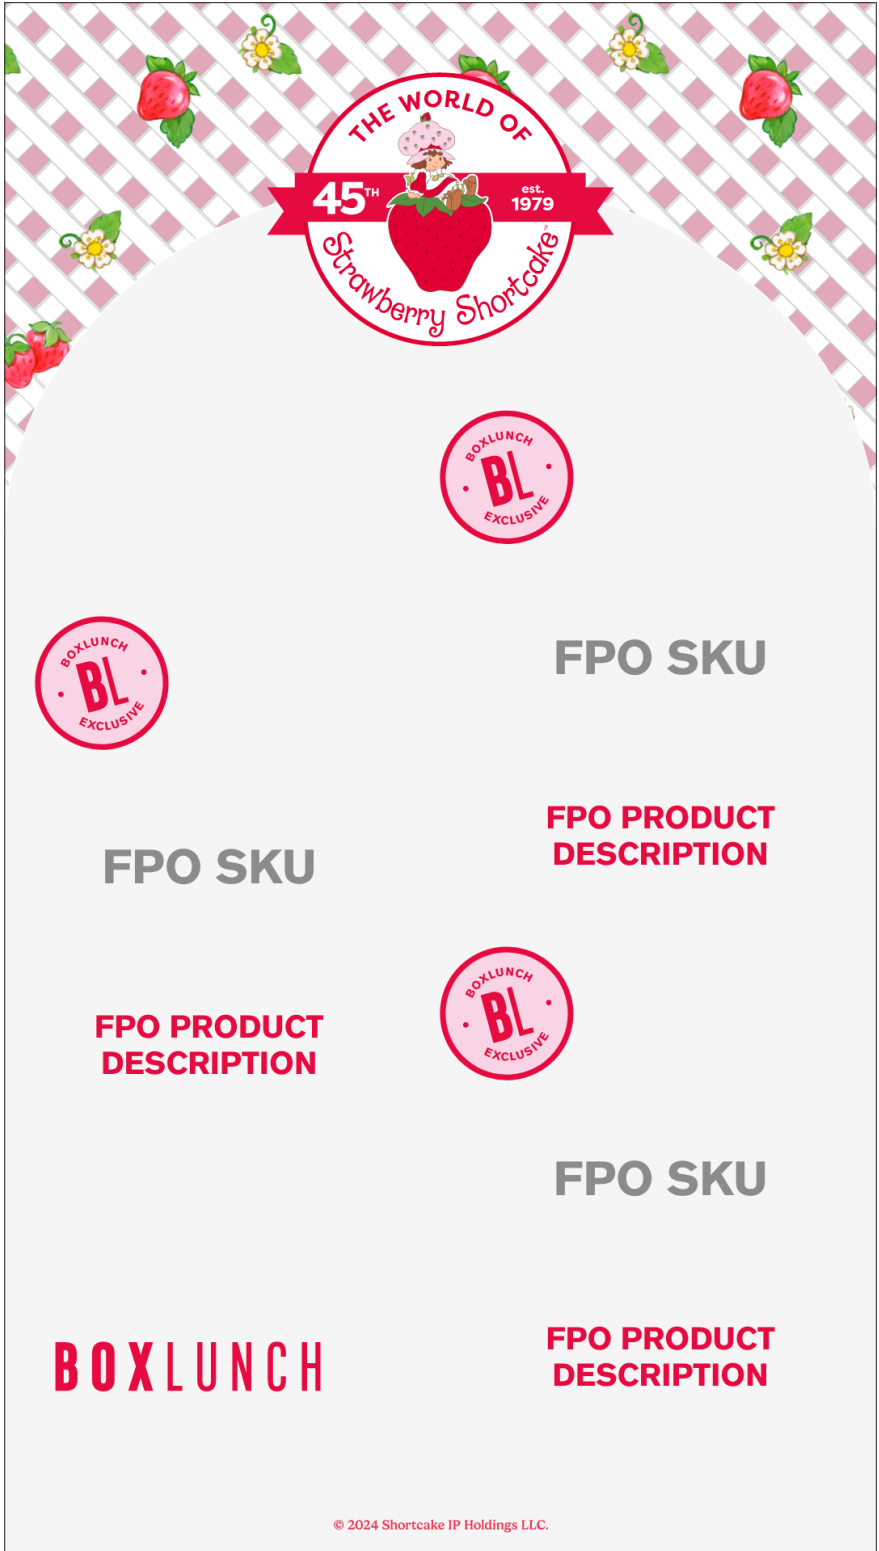 THE WORLD OF
45TH
est.
1979
Strawberry Shortcake™
BOXLUNCH
BL
EXCLUSIVE
FPO SKU
FPO PRODUCT
DESCRIPTION
BOXLUNCH
BL
EXCLUSIVE
FPO SKU
FPO PRODUCT
DESCRIPTION
BOXLUNCH
BL
EXCLUSIVE
FPO SKU
FPO PRODUCT
DESCRIPTION
BOXLUNCH
© 2024 Shortcake IP Holdings LLC.